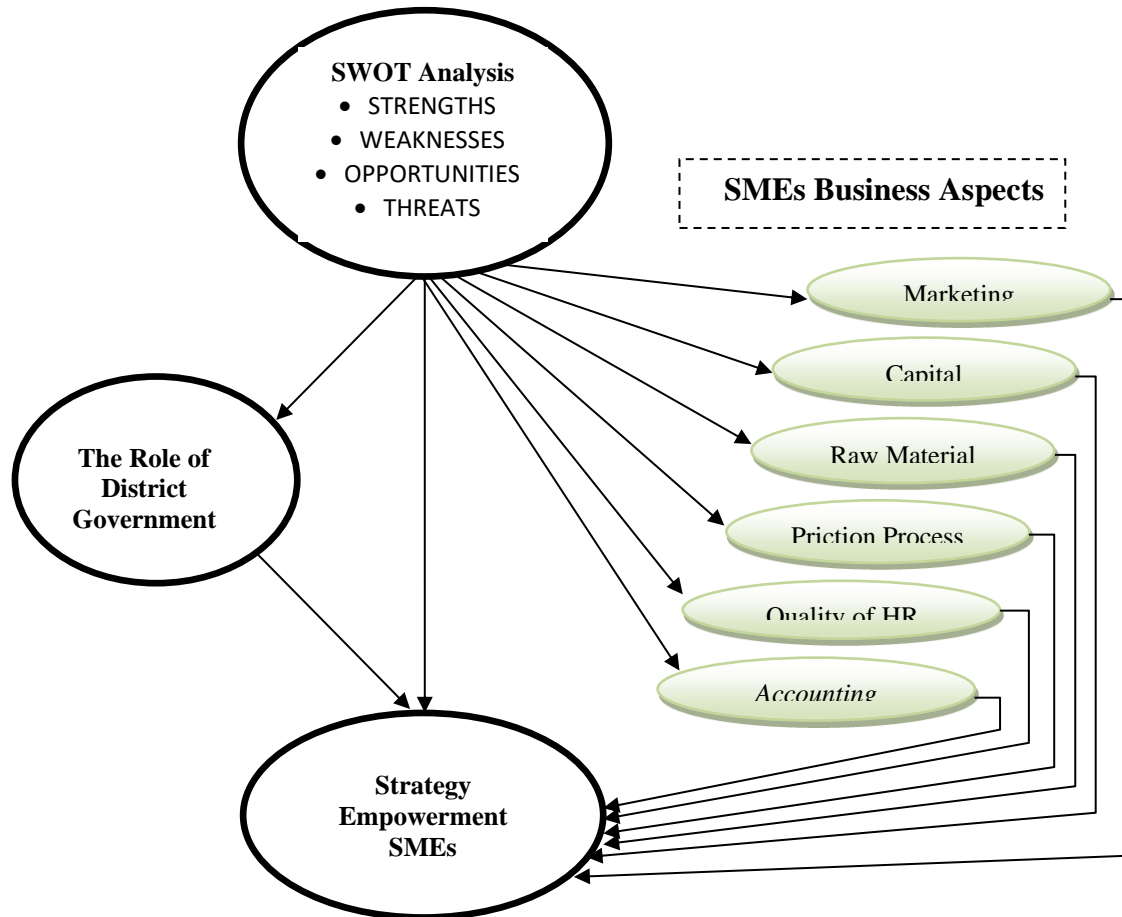 SWOT Analysis
• STRENGTHS
• WEAKNESSES
• OPPORTUNITIES
• THREATS
SMEs Business Aspects
Marketing
Capital
Raw Material
The Role of
District
Government
Priction Process
Quality of HR
Accounting
Strategy
Empowerment
SMEs